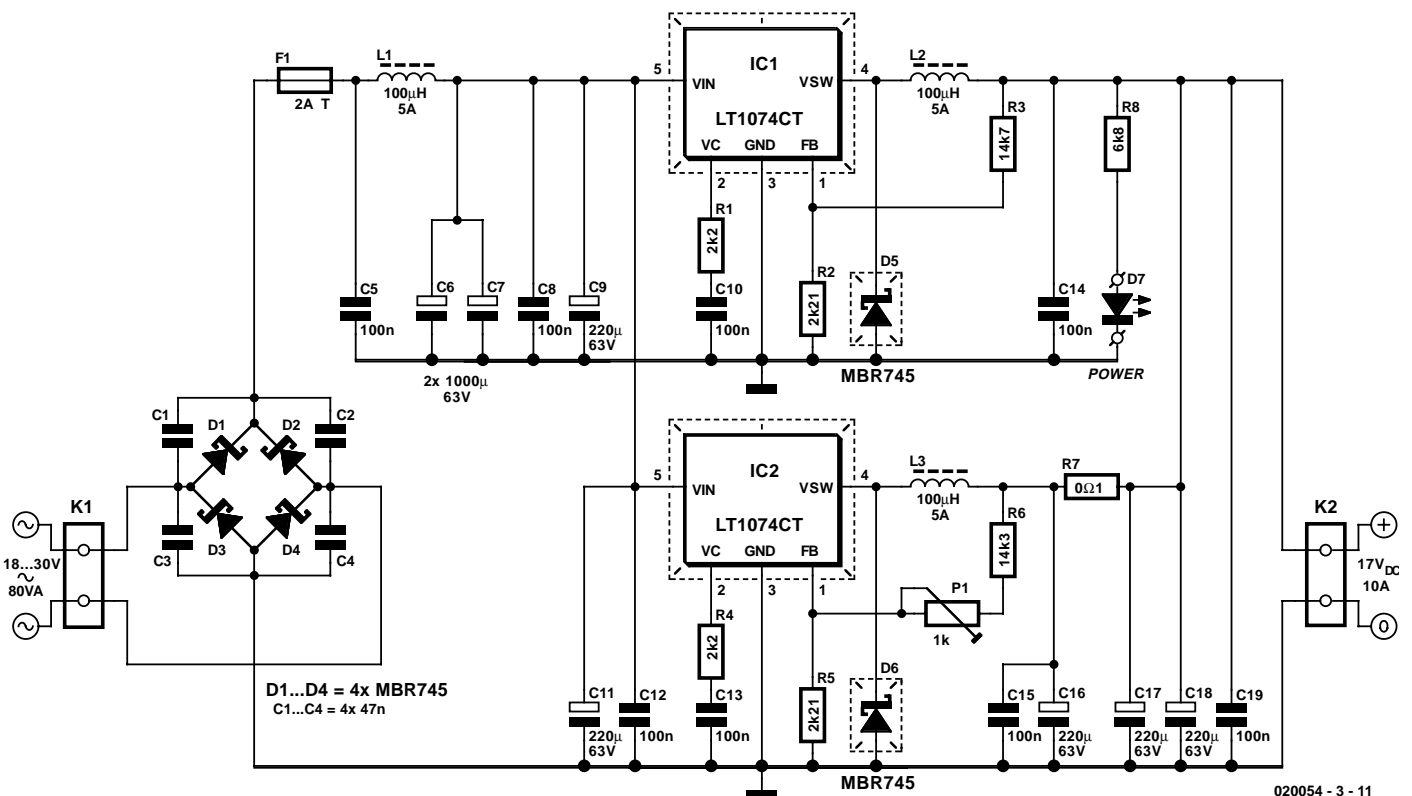 F1
2A T
L1
100µH
5A
5
VIN
IC1
LT1074CT
VSW
4
VC
GND
FB
2
3
1
L2
100µH
5A
R3
14k7
R8
6k8
R1
2k2
R2
2k21
D5
D7
C5
100n
C6
C7
C8
100n
C9
220µ
63V
C10
100n
C14
100n
2x 1000µ
63V
MBR745
POWER
C1
D1
D2
C2
C3
D3
D4
C4
K1
18...30V
~
80VA
D1...D4 = 4x MBR745
C1...C4 = 4x 47n
5
VIN
IC2
LT1074CT
VSW
4
VC
GND
FB
2
3
1
L3
100µH
5A
R7
0Ω1
R6
14k3
P1
1k
R4
2k2
R5
2k21
D6
C11
220µ
63V
C12
100n
C13
100n
C15
100n
C16
220µ
63V
C17
220µ
63V
C18
220µ
63V
C19
100n
MBR745
K2
+
17VDC
10A
0
020054 - 3 - 11